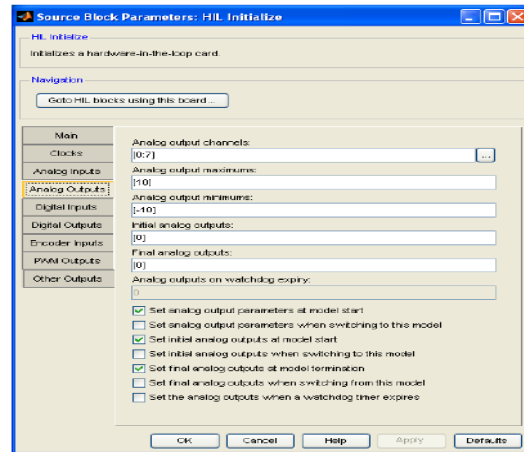 Source Block Parameters: HIL Initialize
HIL Initialize
Initializes a hardware-in-the-loop card.
Navigation
Goto HIL blocks using this board...
Main
Clocks
Analog Inputs
Analog Outputs
Digital Inputs
Digital Outputs
Encoder Inputs
PWM Outputs
Other Outputs
Analog output channels:
[0:7]
...
Analog output maximums:
[10]
Analog output minimums:
[-10]
Initial analog outputs:
[0]
Final analog outputs:
[0]
Analog outputs on watchdog expiry:
0
Set analog output parameters at model start
Set analog output parameters when switching to this model
Set initial analog outputs at model start
Set initial analog outputs when switching to this model
Set final analog outputs at model termination
Set final analog outputs when switching from this model
Set the analog outputs when a watchdog timer expires
OK
Cancel
Help
Apply
Defaults